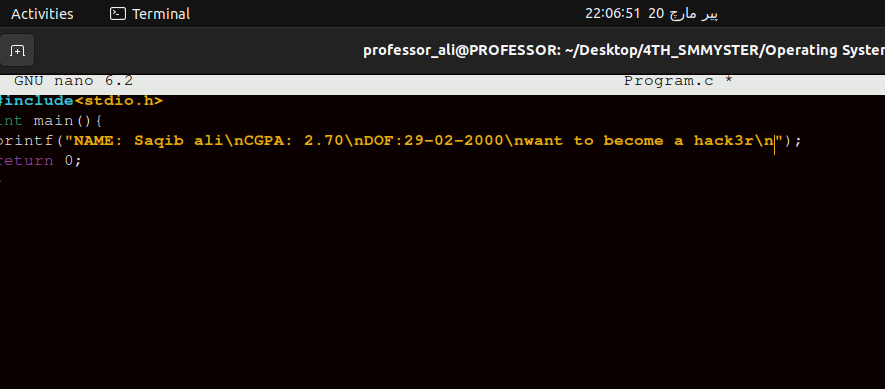 Activities Terminal 22:06:51 20 پیر مارچ
professor_ali@PROFESSOR: ~/Desktop/4TH_SMMYSTER/Operating System
GNU nano 6.2 Program.c *
#include<stdio.h>
int main(){
printf("NAME: Saqib ali\nCGPA: 2.70\nDOF:29-02-2000\nwant to become a hack3r\n");
return 0;